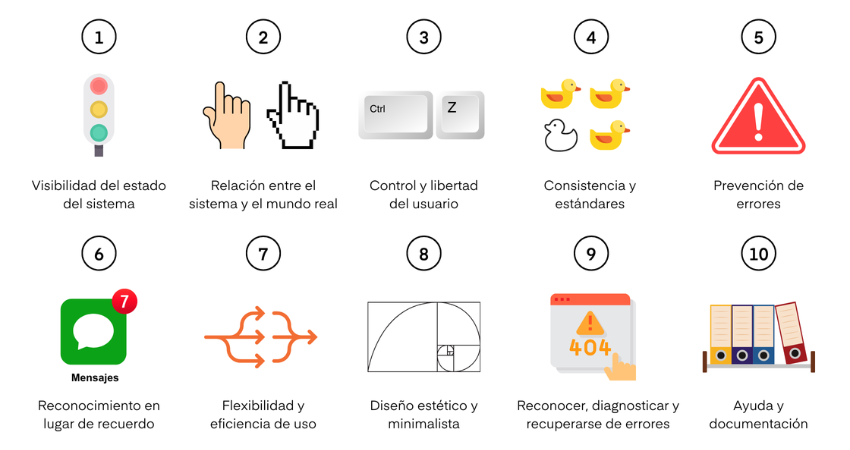 1
2
3
4
5
Ctrl
Z
Visibilidad del estado
del sistema
Relación entre el
sistema y el mundo real
Control y libertad
del usuario
Consistencia y
estándares
Prevención de
errores
6
7
8
9
10
7
Mensajes
404
Reconocimiento en
lugar de recuerdo
Flexibilidad y
eficiencia de uso
Diseño estético y
minimalista
Reconocer, diagnosticar y
recuperarse de errores
Ayuda y
documentación